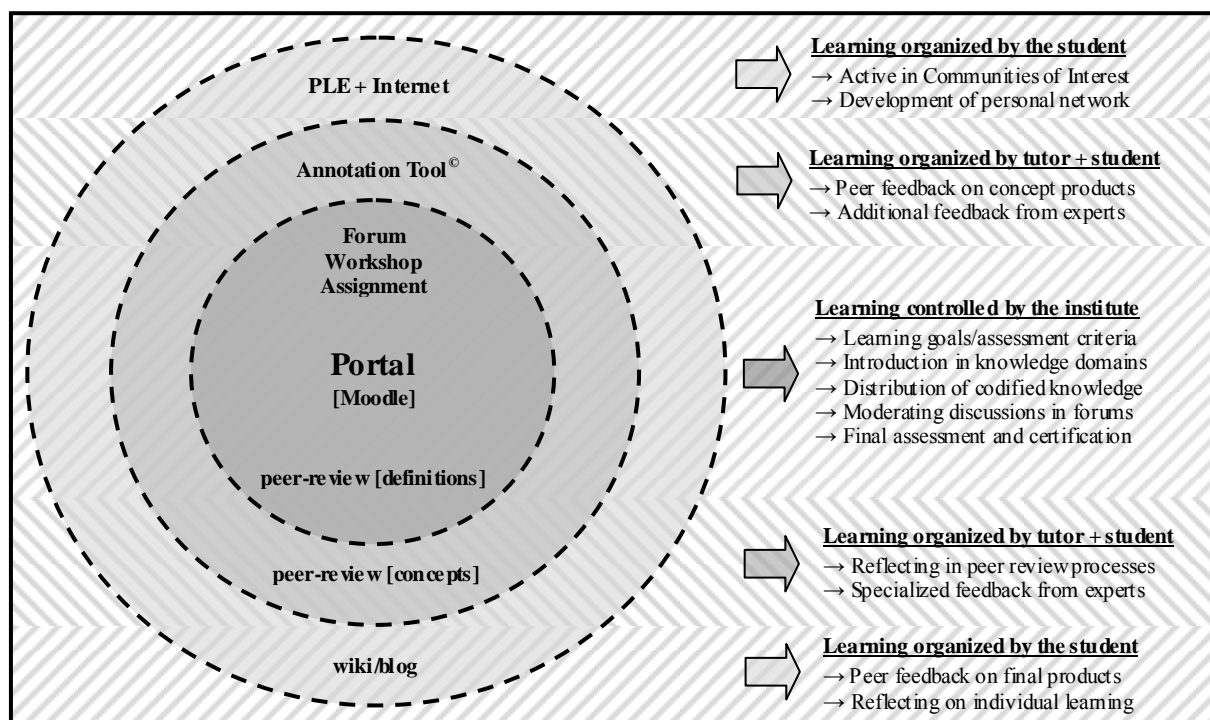 PLE + Internet
Annotation Tool©
Forum
Workshop
Assignment
Portal
[Moodle]
peer-review [definitions]
peer-review [concepts]
wiki/blog
Learning organized by the student
→ Active in Communities of Interest
→ Development of personal network
Learning organized by tutor + student
→ Peer feedback on concept products
→ Additional feedback from experts
Learning controlled by the institute
→ Learning goals/assessment criteria
→ Introduction in knowledge domains
→ Distribution of codified knowledge
→ Moderating discussions in forums
→ Final assessment and certification
Learning organized by tutor + student
→ Reflecting in peer review processes
→ Specialized feedback from experts
Learning organized by the student
→ Peer feedback on final products
→ Reflecting on individual learning